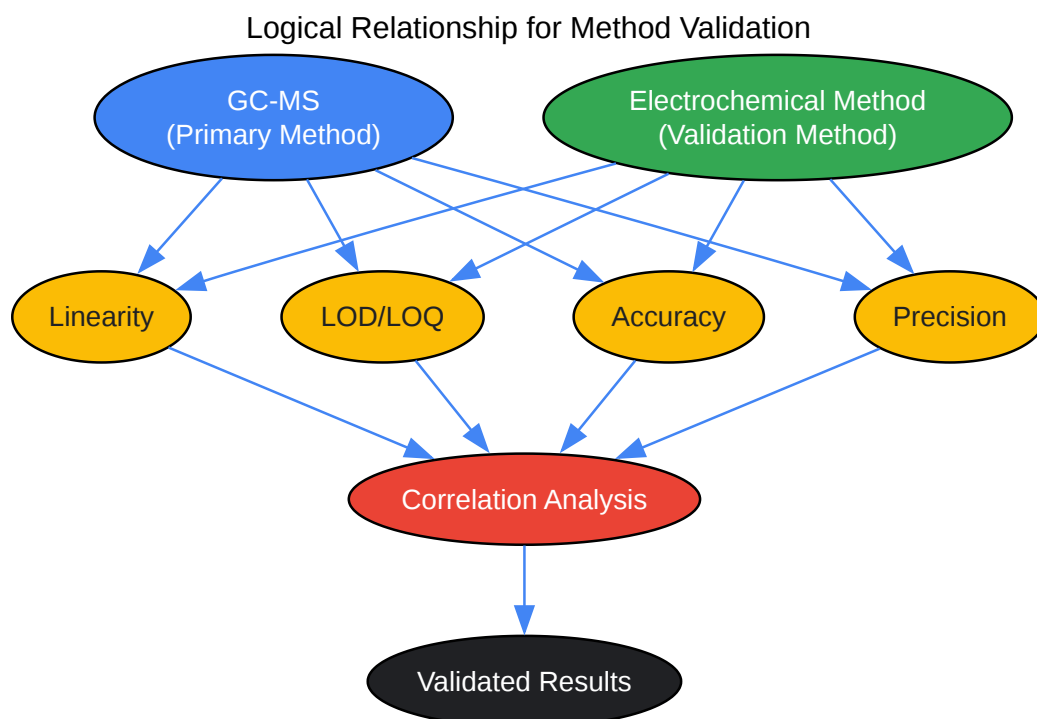 Logical Relationship for Method Validation
GC-MS
(Primary Method)
Electrochemical Method
(Validation Method)
Linearity
LOD/LOQ
Accuracy
Precision
Correlation Analysis
Validated Results